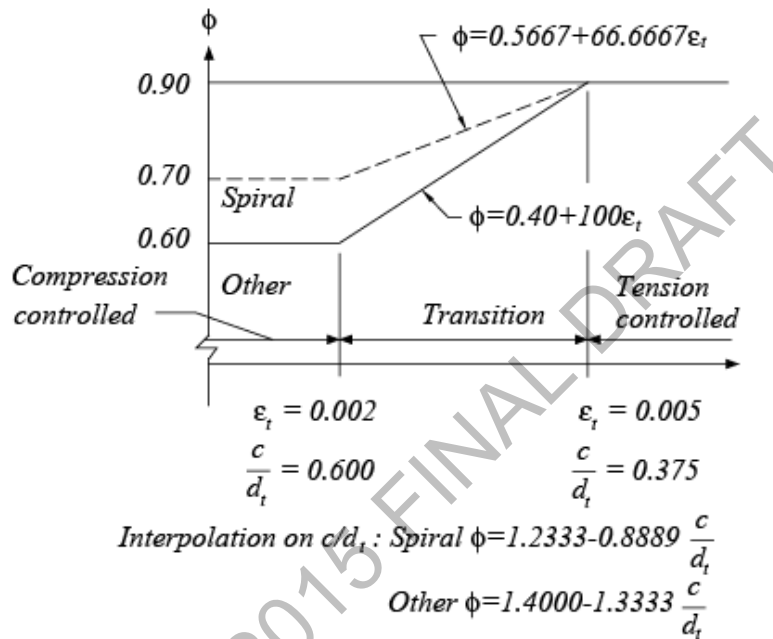 ϕ
ϕ=0.5667+66.6667εₜ
0.90
0.70
Spiral
ϕ=0.40+100εₜ
0.60
Compression
controlled
Other
Transition
Tension
controlled
εₜ = 0.002
εₜ = 0.005
c/dₜ = 0.600
c/dₜ = 0.375
Interpolation on c/dₜ : Spiral ϕ=1.2333-0.8889 c/dₜ
Other ϕ=1.4000-1.3333 c/dₜ
2015 FINAL DRAFT